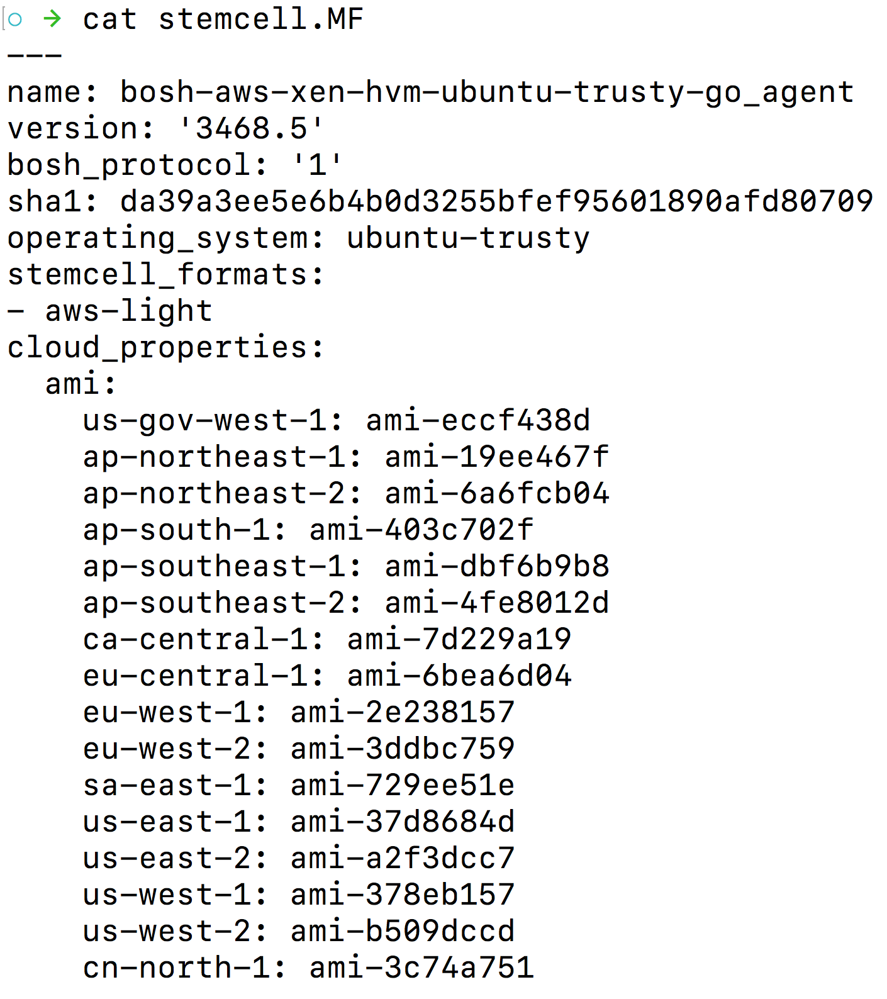 ○ → cat stemcell.MF
---
name: bosh-aws-xen-hvm-ubuntu-trusty-go_agent
version: '3468.5'
bosh_protocol: '1'
sha1: da39a3ee5e6b4b0d3255bfef95601890afd80709
operating_system: ubuntu-trusty
stemcell_formats:
- aws-light
cloud_properties:
  ami:
    us-gov-west-1: ami-eccf438d
    ap-northeast-1: ami-19ee467f
    ap-northeast-2: ami-6a6fcb04
    ap-south-1: ami-403c702f
    ap-southeast-1: ami-dbf6b9b8
    ap-southeast-2: ami-4fe8012d
    ca-central-1: ami-7d229a19
    eu-central-1: ami-6bea6d04
    eu-west-1: ami-2e238157
    eu-west-2: ami-3ddbc759
    sa-east-1: ami-729ee51e
    us-east-1: ami-37d8684d
    us-east-2: ami-a2f3dcc7
    us-west-1: ami-378eb157
    us-west-2: ami-b509dccd
    cn-north-1: ami-3c74a751